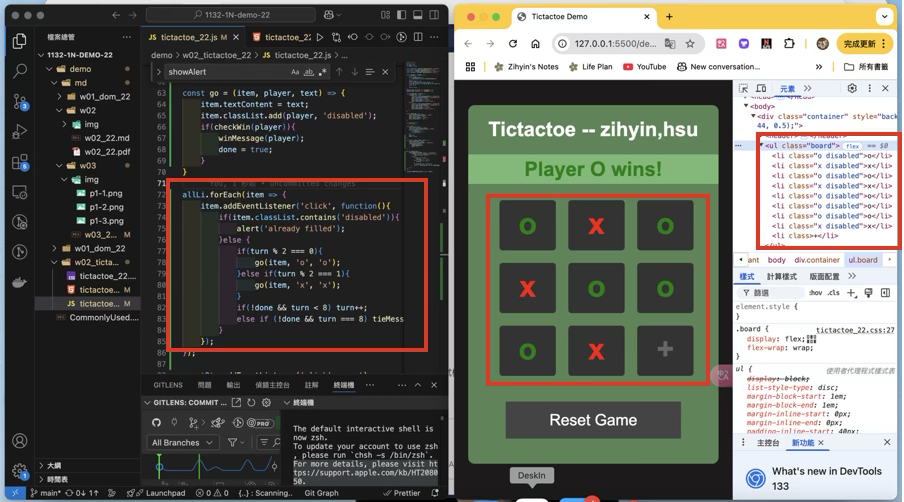 1132-1N-demo-22
檔案總管
1132-1N-DEMO-22
demo
md
w01_dom_22
w02
img
w02_22.md
w02_22.pdf
w03
img
p1-1.png
p1-2.png
p1-3.png
w03_2...
M
w01_dom_22
w02_tictac...
tictactoe_22....
tictactoe... M
tictactoe... M
CommonlyUsed....
大綱
時間表
tictactoe_22.js M
tictactoe_22....
demo > w02_tictactoe_22 > JS tictactoe_22.js > ...
showAlert
63 const go = (item, player, text) => {
64 item.textContent = text;
65 item.classList.add(player, 'disabled');
66 if(checkWin(player)){
67 winMessage(player);
68 done = true;
69 }
70 }
71
72 allLi.forEach(item => {
73 item.addEventListener('click', function(){
74 if(item.classList.contains('disabled')){
75 alert('already filled');
76 }else {
77 if(turn % 2 === 0){
78 go(item, 'o', 'o');
79 }else if(turn % 2 === 1){
80 go(item, 'x', 'x');
81 }
82 if(!done && turn < 8) turn++;
83 else if (!done && turn === 8) tieMess
84 }
85 });
86 });
87
GITLENS
問題
輸出
偵錯主控台
註解
終端機
GITLENS: COMMIT ...
PRO
All Branches
終端機
The default interactive shell is
now zsh.
To update your account to use zsh
, please run `chsh -s /bin/zsh`.
For more details, please visit ht
tps://support.apple.com/kb/HT2080
50.
main*
0↓ 1↑
Launchpad
0 0
{..}: Scanning..
Git Graph
Prettier
Tictactoe Demo
127.0.0.1:5500/de...
完成更新
Zihyin's Notes
Life Plan
YouTube
New conversation...
所有書籤
Tictactoe -- zihyin,hsu
Player O wins!
o x o
x o o
o x +
Reset Game
DeskIn
元素
<body>
<div class="container" style="back
44, 0.5);">
<ul class="board"> flex == $0
<li class="o disabled">o</li>
<li class="x disabled">x</li>
<li class="o disabled">o</li>
<li class="x disabled">x</li>
<li class="o disabled">o</li>
<li class="o disabled">o</li>
<li class="o disabled">o</li>
<li class="x disabled">x</li>
<li class>+</li>
ant body div.container ul.board
樣式
計算樣式
版面配置
篩選
:hov .cls
element.style {
}
.board {
tictactoe_22.css:27
display: flex;
flex-wrap: wrap;
}
ul {
使用者代理程式樣式表
display: block;
list-style-type: disc;
margin-block-start: 1em;
margin-block-end: 1em;
margin-inline-start: 0px;
margin-inline-end: 0px;
padding-inline-start: 40px;
主控台
新功能
What's new in DevTools
133